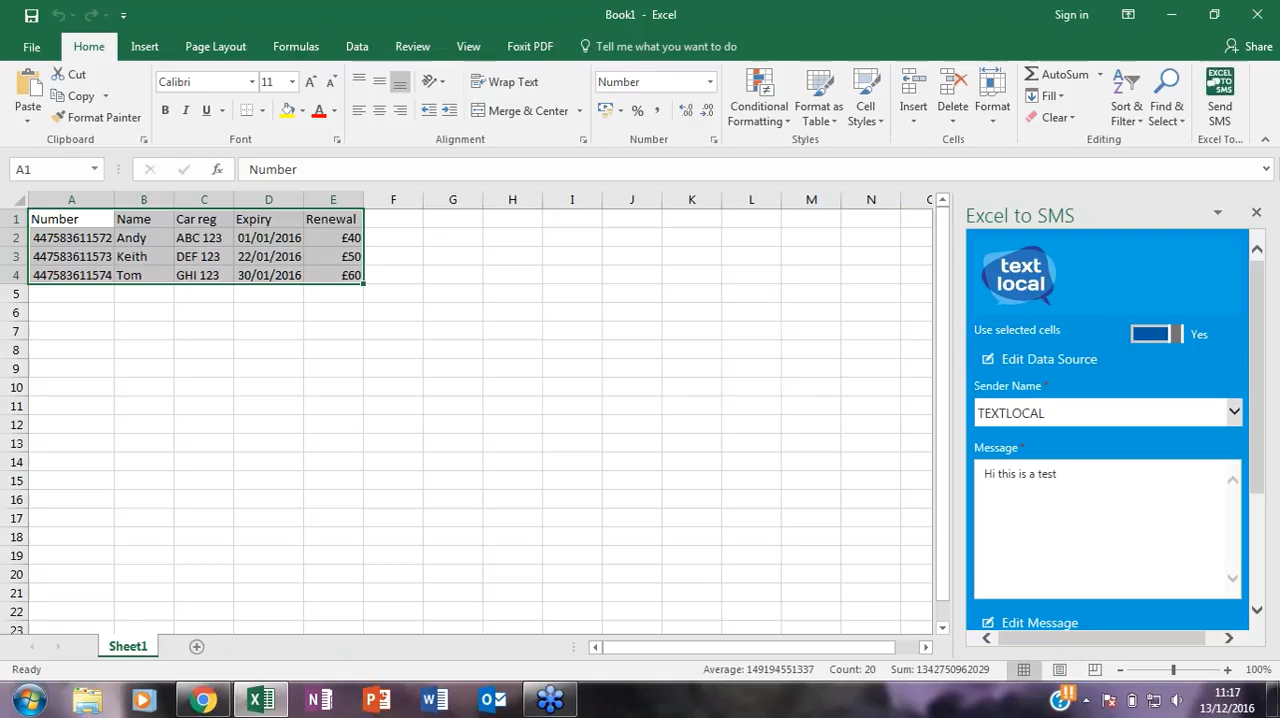 Book1 - Excel
Sign in
File Home Insert Page Layout Formulas Data Review View Foxit PDF Tell me what you want to do Share
Paste
Cut
Copy
Format Painter
Clipboard
Calibri 11
B I U A
Font
Wrap Text
Merge & Center
Alignment
Number
%
Number
Conditional Formatting
Format as Table
Cell Styles
Styles
Insert
Delete
Format
Cells
AutoSum
Fill
Clear
Sort & Filter
Find & Select
Editing
EXCEL TO SMS
Send SMS
Excel To...
A1 fx Number
A B C D E F G H I J K L M N O
1 Number Name Car reg Expiry Renewal
2 447583611572 Andy ABC 123 01/01/2016 £40
3 447583611573 Keith DEF 123 22/01/2016 £50
4 447583611574 Tom GHI 123 30/01/2016 £60
5
6
7
8
9
10
11
12
13
14
15
16
17
18
19
20
21
22
23
Excel to SMS
text
local
Use selected cells Yes
Edit Data Source
Sender Name *
TEXTLOCAL
Message *
Hi this is a test
Edit Message
Sheet1
Ready Average: 149194551337 Count: 20 Sum: 1342750962029 100%
11:17
13/12/2016